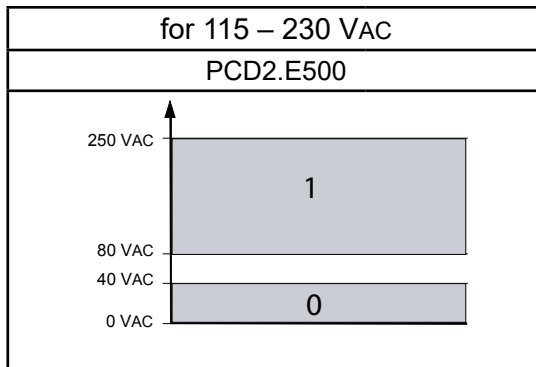 for 115 – 230 VAC
PCD2.E500
250 VAC
1
80 VAC
40 VAC
0
0 VAC